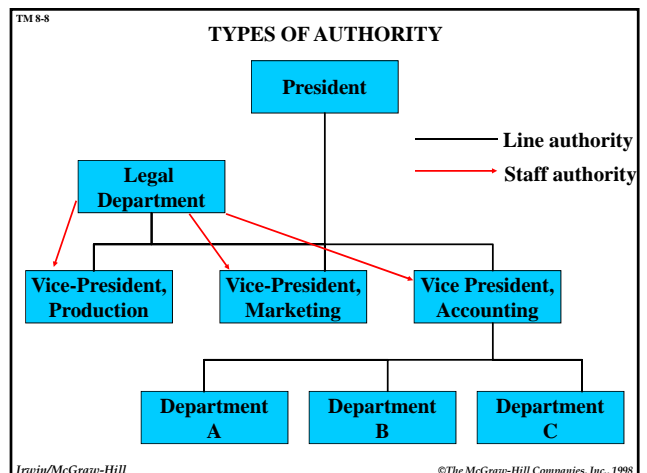 TM 8-8
TYPES OF AUTHORITY
President
Line authority
Staff authority
Legal
Department
Vice-President,
Production
Vice-President,
Marketing
Vice President,
Accounting
Department
A
Department
B
Department
C
Irwin/McGraw-Hill
©The McGraw-Hill Companies, Inc., 1998